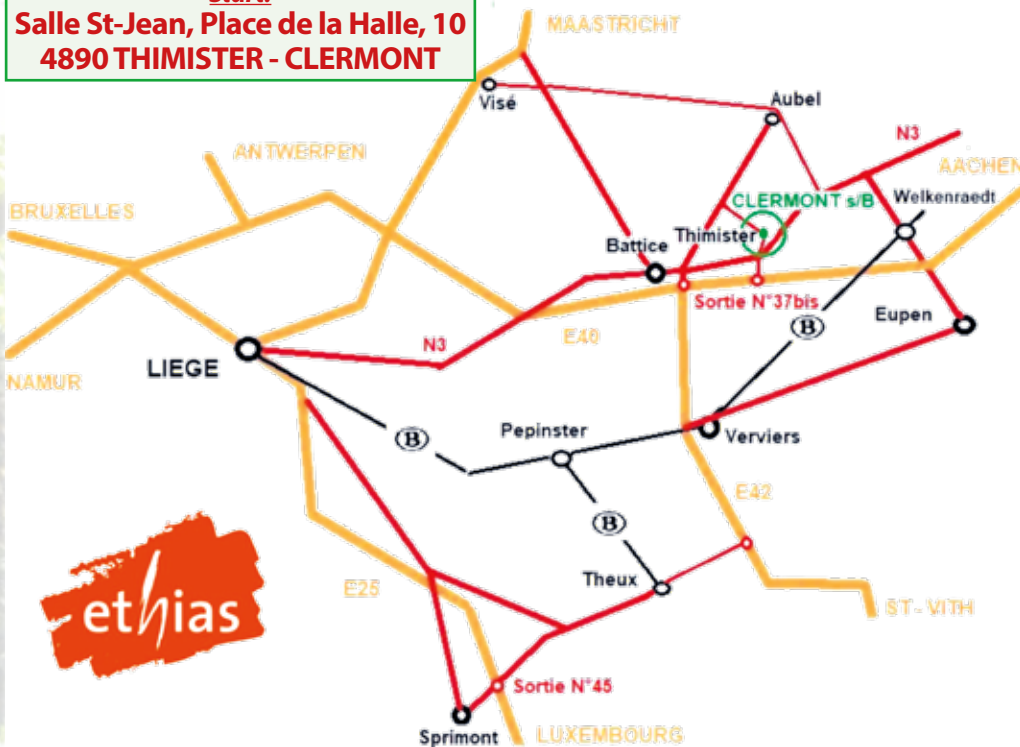 Start:
Salle St-Jean, Place de la Halle, 10
4890 THIMISTER - CLERMONT
MAASTRICHT
Visé
Aubel
N3
ANTWERPEN
AACHEN
CLERMONT s/B
Welkenraedt
BRUXELLES
Battice
Thimister
Sortie N°37bis
Eupen
E40
B
N3
LIEGE
NAMUR
B
Pepinster
Verviers
E42
B
Theux
E25
ethias
ST-VITH
Sortie N°45
Sprimont
LUXEMBOURG